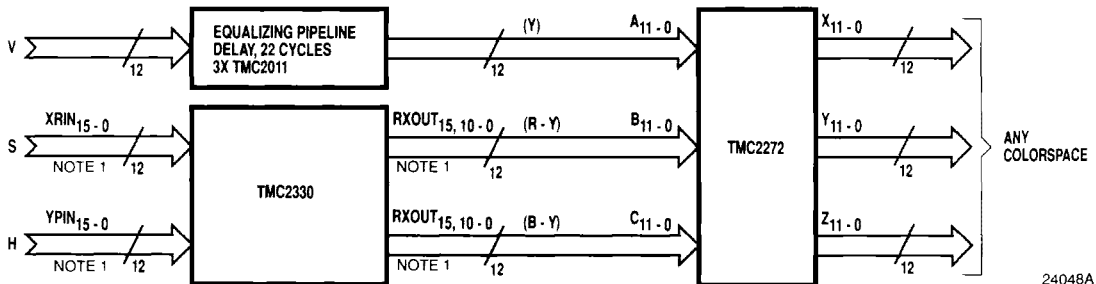 V
12
EQUALIZING PIPELINE
DELAY, 22 CYCLES
3X TMC2011
(Y)
12
A11 - 0
X11 - 0
12
S
XRIN15 - 0
NOTE 1
12
TMC2330
RXOUT15, 10 - 0
(R - Y)
NOTE 1
12
B11 - 0
TMC2272
Y11 - 0
12
ANY
COLORSPACE
H
YPIN15 - 0
NOTE 1
12
RXOUT15, 10 - 0
(B - Y)
NOTE 1
12
C11 - 0
Z11 - 0
12
24048A